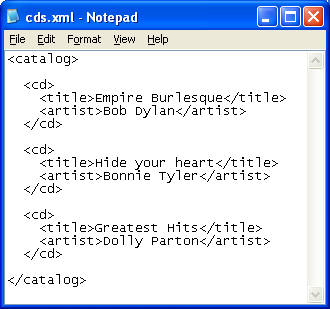 cds.xml - Notepad
File Edit Format View Help
<catalog>
<cd>
<title>Empire Burlesque</title>
<artist>Bob Dylan</artist>
</cd>
<cd>
<title>Hide your heart</title>
<artist>Bonnie Tyler</artist>
</cd>
<cd>
<title>Greatest Hits</title>
<artist>Dolly Parton</artist>
</cd>
</catalog>